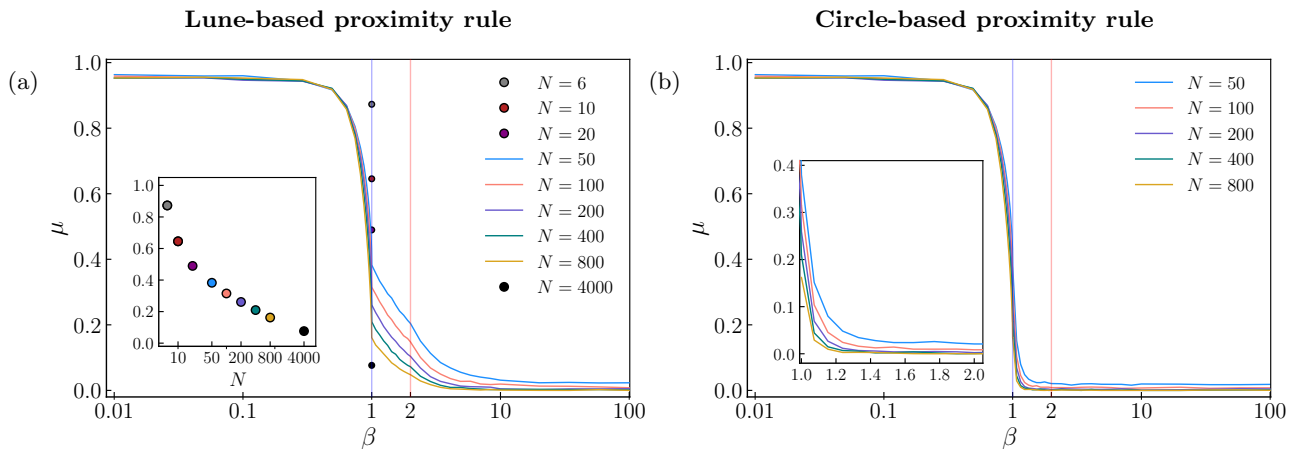 Lune-based proximity rule
(a)
μ
1.0
0.8
0.6
0.4
0.2
0.0
0.01
0.1
1
2
10
100
β
N = 6
N = 10
N = 20
N = 50
N = 100
N = 200
N = 400
N = 800
N = 4000
1.0
0.8
0.6
0.4
0.2
0.0
10
50
200
800
4000
N
Circle-based proximity rule
(b)
μ
1.0
0.8
0.6
0.4
0.2
0.0
0.01
0.1
1
2
10
100
β
N = 50
N = 100
N = 200
N = 400
N = 800
0.4
0.3
0.2
0.1
0.0
1.0
1.2
1.4
1.6
1.8
2.0